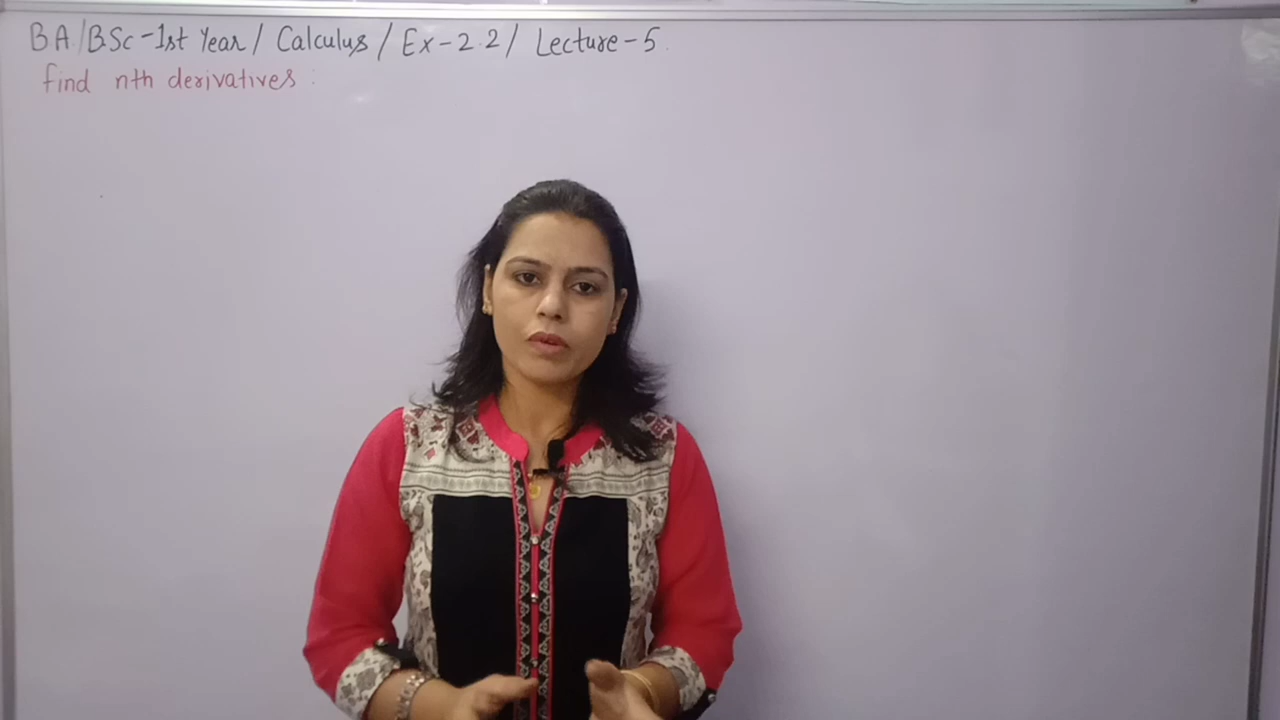 BA/BSc-1st Year/ Calculus/ Ex-2.2/ Lecture-5
find nth derivatives: